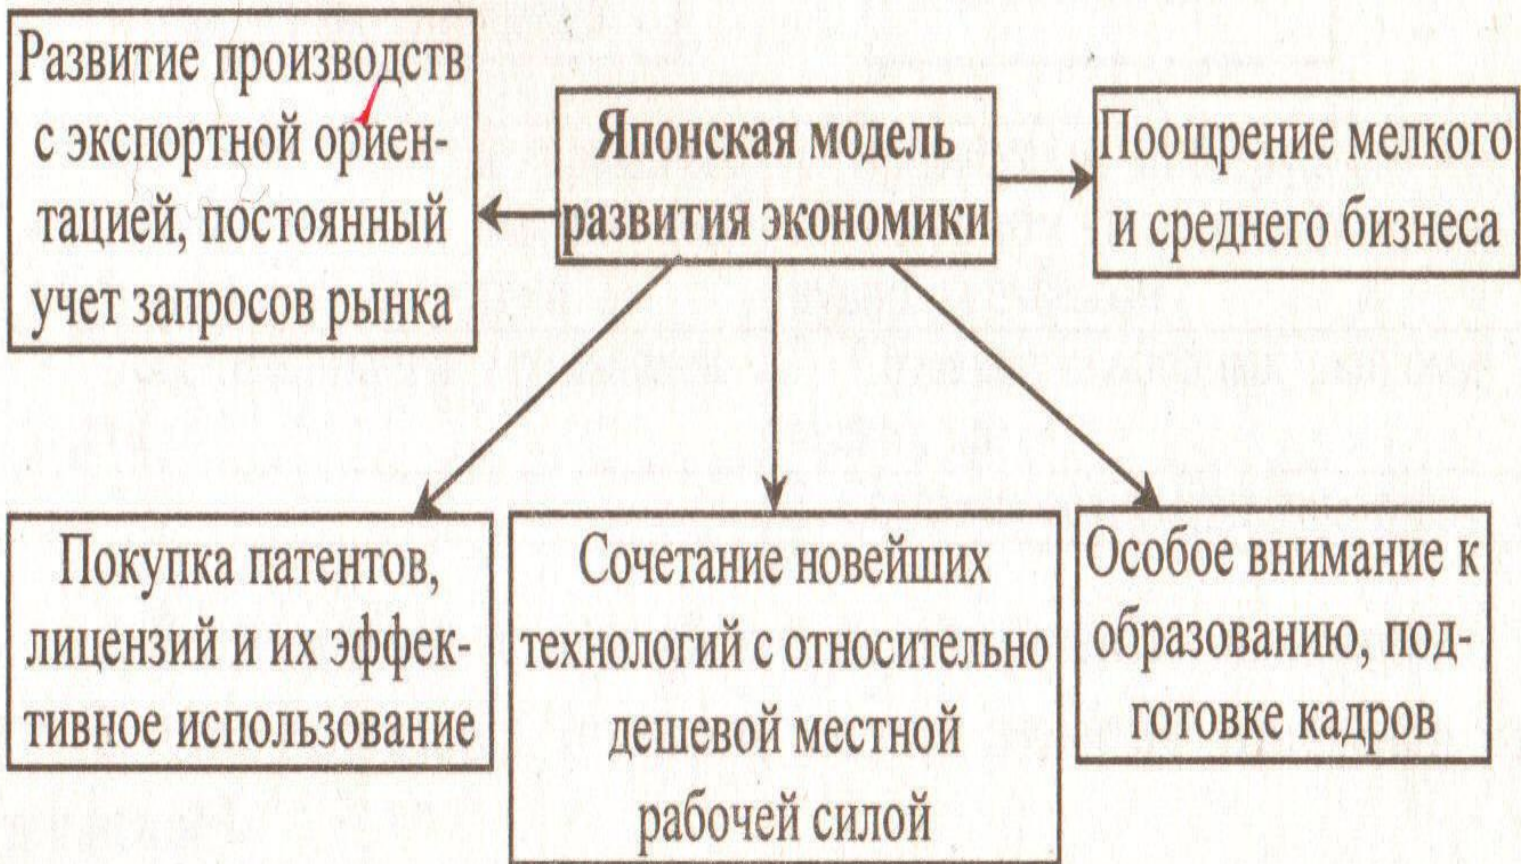 Развитие производств
с экспортной ориен-
тацией, постоянный
учет запросов рынка
Японская модель
развития экономики
Поощрение мелкого
и среднего бизнеса
Покупка патентов,
лицензий и их эффек-
тивное использование
Сочетание новейших
технологий с относительно
дешевой местной
рабочей силой
Особое внимание к
образованию, под-
готовке кадров